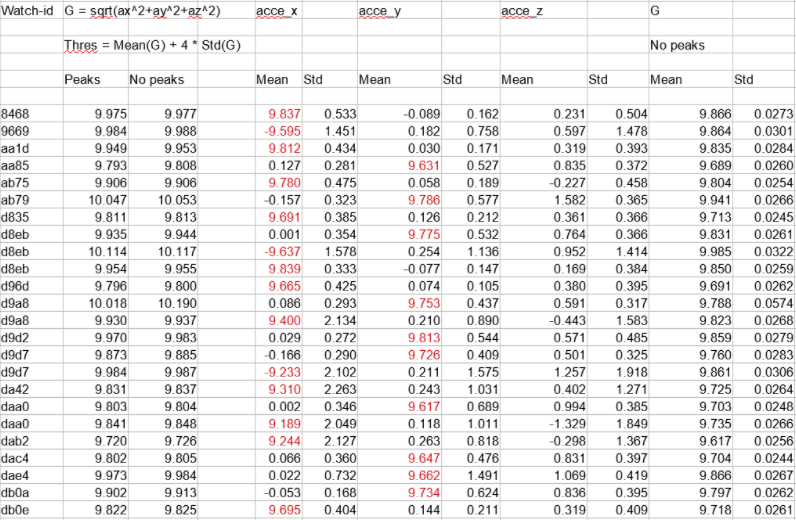 Watch-id G = sqrt(ax^2+ay^2+az^2) acce_x acce_y acce_z G
Thres = Mean(G) + 4 * Std(G) No peaks
Peaks No peaks Mean Std Mean Std Mean Std Mean Std
8468 9.975 9.977 9.837 0.533 -0.089 0.162 0.231 0.504 9.866 0.0273
9669 9.984 9.988 -9.595 1.451 0.182 0.758 0.597 1.478 9.864 0.0301
aa1d 9.949 9.953 9.812 0.434 0.030 0.171 0.319 0.393 9.835 0.0284
aa85 9.793 9.808 0.127 0.281 9.631 0.527 0.835 0.372 9.689 0.0260
ab75 9.906 9.906 9.780 0.475 0.058 0.189 -0.227 0.458 9.804 0.0254
ab79 10.047 10.053 -0.157 0.323 9.786 0.577 1.582 0.365 9.941 0.0266
d835 9.811 9.813 9.691 0.385 0.126 0.212 0.361 0.366 9.713 0.0245
d8eb 9.935 9.944 0.001 0.354 9.775 0.532 0.764 0.366 9.831 0.0261
d8eb 10.114 10.117 -9.637 1.578 0.254 1.136 0.952 1.414 9.985 0.0322
d8eb 9.954 9.955 9.839 0.333 -0.077 0.147 0.169 0.384 9.850 0.0259
d96d 9.796 9.800 9.665 0.425 0.074 0.105 0.380 0.395 9.691 0.0262
d9a8 10.018 10.190 0.086 0.293 9.753 0.437 0.591 0.317 9.788 0.0574
d9a8 9.930 9.937 9.400 2.134 0.210 0.890 -0.443 1.583 9.823 0.0268
d9d2 9.970 9.983 0.029 0.272 9.813 0.544 0.571 0.485 9.859 0.0279
d9d7 9.873 9.885 -0.166 0.290 9.726 0.409 0.501 0.325 9.760 0.0283
d9d7 9.984 9.987 -9.233 2.102 0.211 1.575 1.257 1.918 9.861 0.0306
da42 9.831 9.837 9.310 2.263 0.243 1.031 0.402 1.271 9.725 0.0264
daa0 9.803 9.804 0.002 0.346 9.617 0.689 0.994 0.385 9.703 0.0248
daa0 9.841 9.848 9.189 2.049 0.118 1.011 -1.329 1.849 9.735 0.0266
dab2 9.720 9.726 9.244 2.127 0.263 0.818 -0.298 1.367 9.617 0.0256
dac4 9.802 9.805 0.066 0.360 9.647 0.476 0.831 0.397 9.704 0.0244
dae4 9.973 9.984 0.022 0.732 9.662 1.491 1.069 0.419 9.866 0.0267
db0a 9.902 9.913 -0.053 0.168 9.734 0.624 0.836 0.395 9.797 0.0262
db0e 9.822 9.825 9.695 0.404 0.144 0.211 0.319 0.409 9.718 0.0261